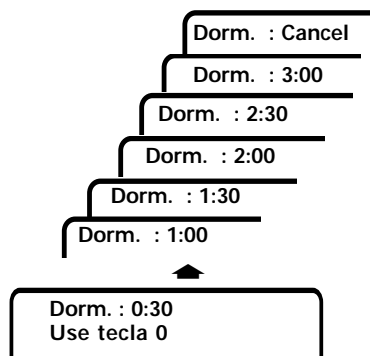 Dorm. : Cancel
Dorm. : 3:00
Dorm. : 2:30
Dorm. : 2:00
Dorm. : 1:30
Dorm. : 1:00
Dorm. : 0:30
Use tecla 0